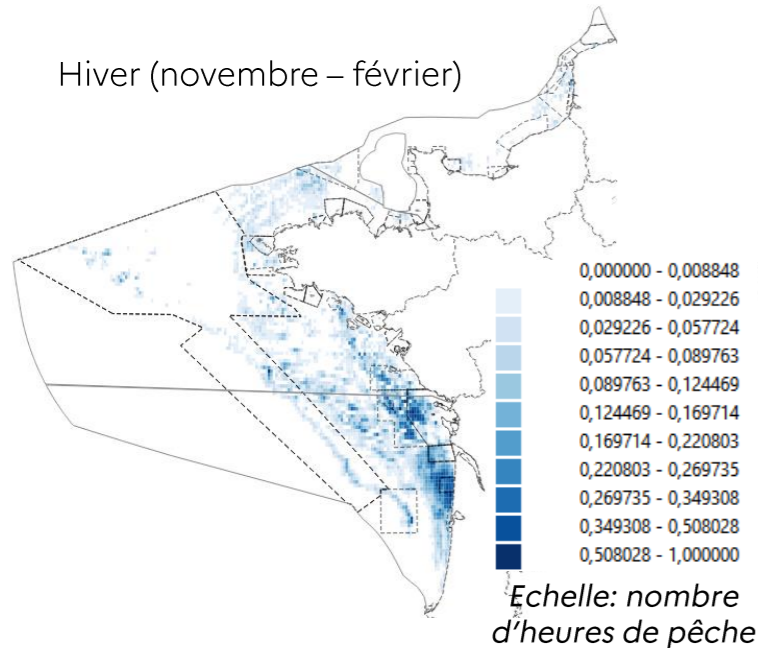 Hiver (novembre – février)
0,000000 - 0,008848
0,008848 - 0,029226
0,029226 - 0,057724
0,057724 - 0,089763
0,089763 - 0,124469
0,124469 - 0,169714
0,169714 - 0,220803
0,220803 - 0,269735
0,269735 - 0,349308
0,349308 - 0,508028
0,508028 - 1,000000
Echelle: nombre
d'heures de pêche